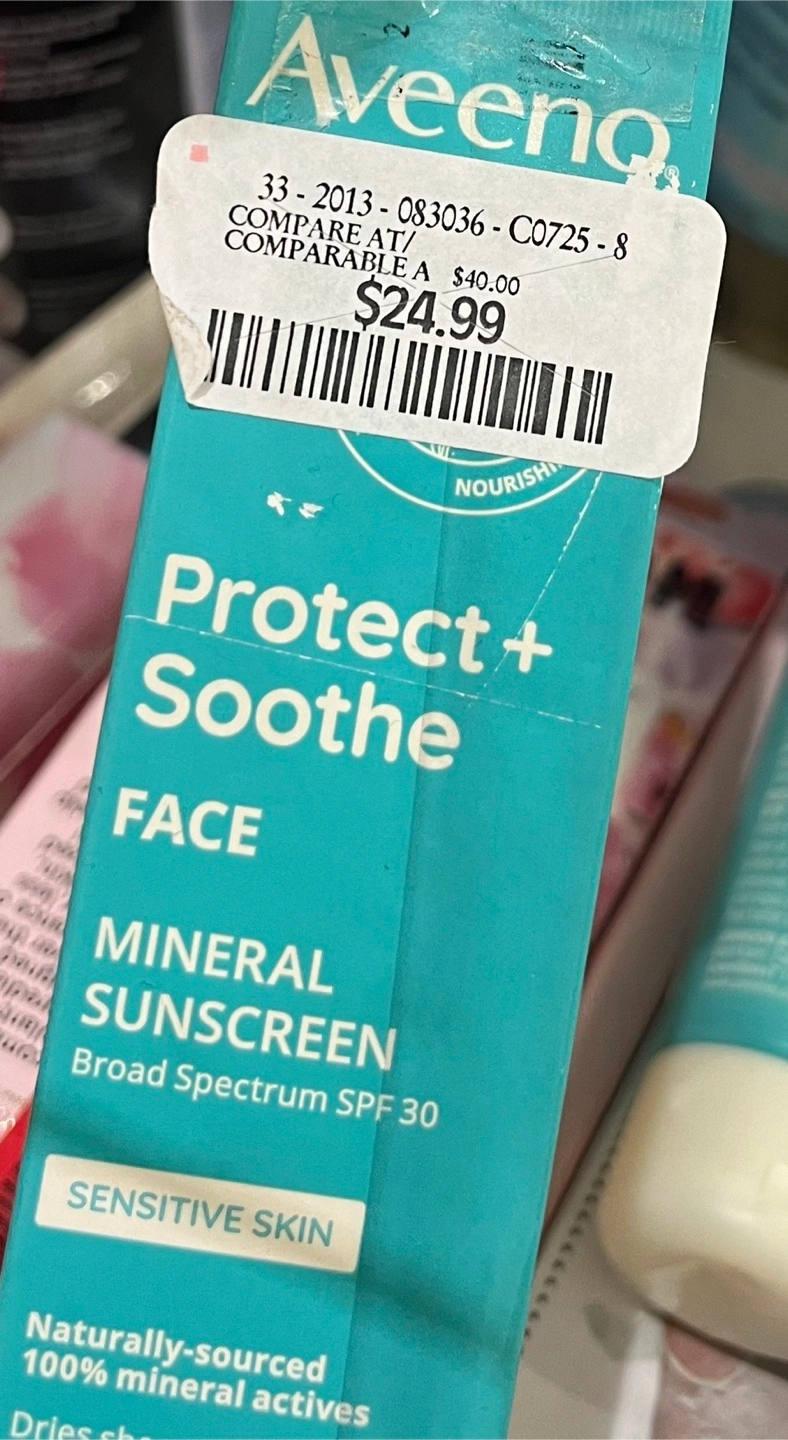 Aveeno®
33 - 2013 - 083036 - C0725 - 8
COMPARE AT/
COMPARABLE A $40.00
$24.99
NOURISHI
Protect +
Soothe
FACE
MINERAL
SUNSCREEN
Broad Spectrum SPF 30
SENSITIVE SKIN
Naturally-sourced
100% mineral actives
Dries